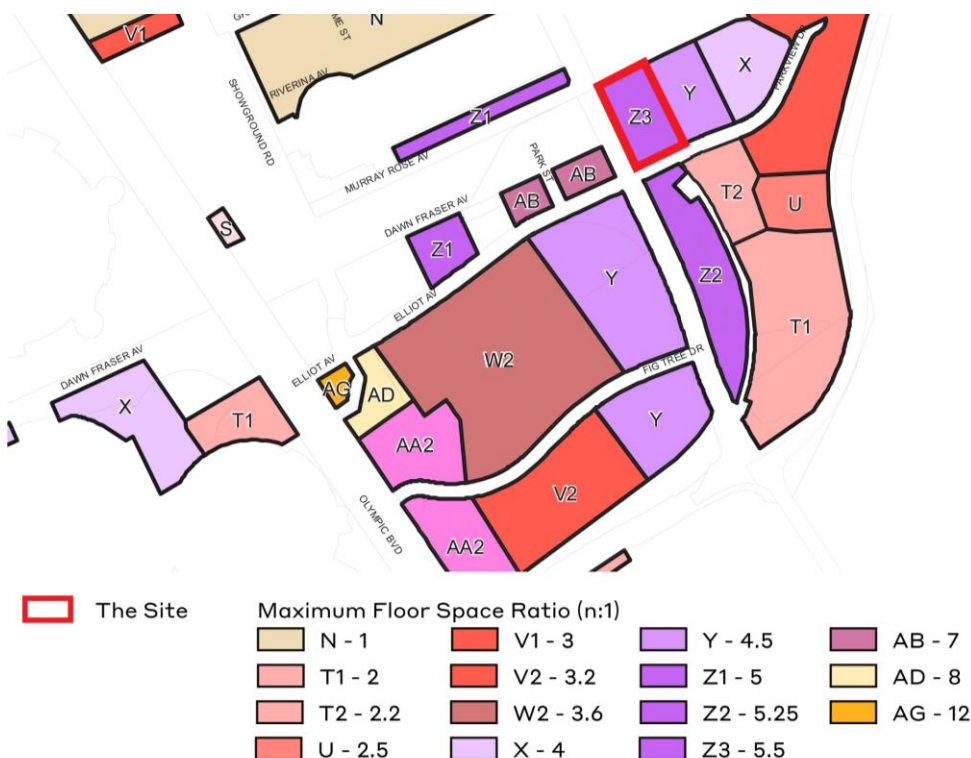 N
ME ST
V1
RIVERINA AV
SHOWGROUND RD
Z1
MURRAY ROSE AV
Z3
Y
X
PARKVIEW DR
PARK ST
AB
AB
T2
U
S
DAWN FRASER AV
Z1
ELLIOT AV
Y
Z2
T1
W2
FIG TREE DR
DAWN FRASER AV
X
T1
ELLIOT AV
AG
AD
AA2
Y
V2
OLYMPIC BVD
AA2
The Site
Maximum Floor Space Ratio (n:1)
N - 1
V1 - 3
Y - 4.5
AB - 7
T1 - 2
V2 - 3.2
Z1 - 5
AD - 8
T2 - 2.2
W2 - 3.6
Z2 - 5.25
AG - 12
U - 2.5
X - 4
Z3 - 5.5